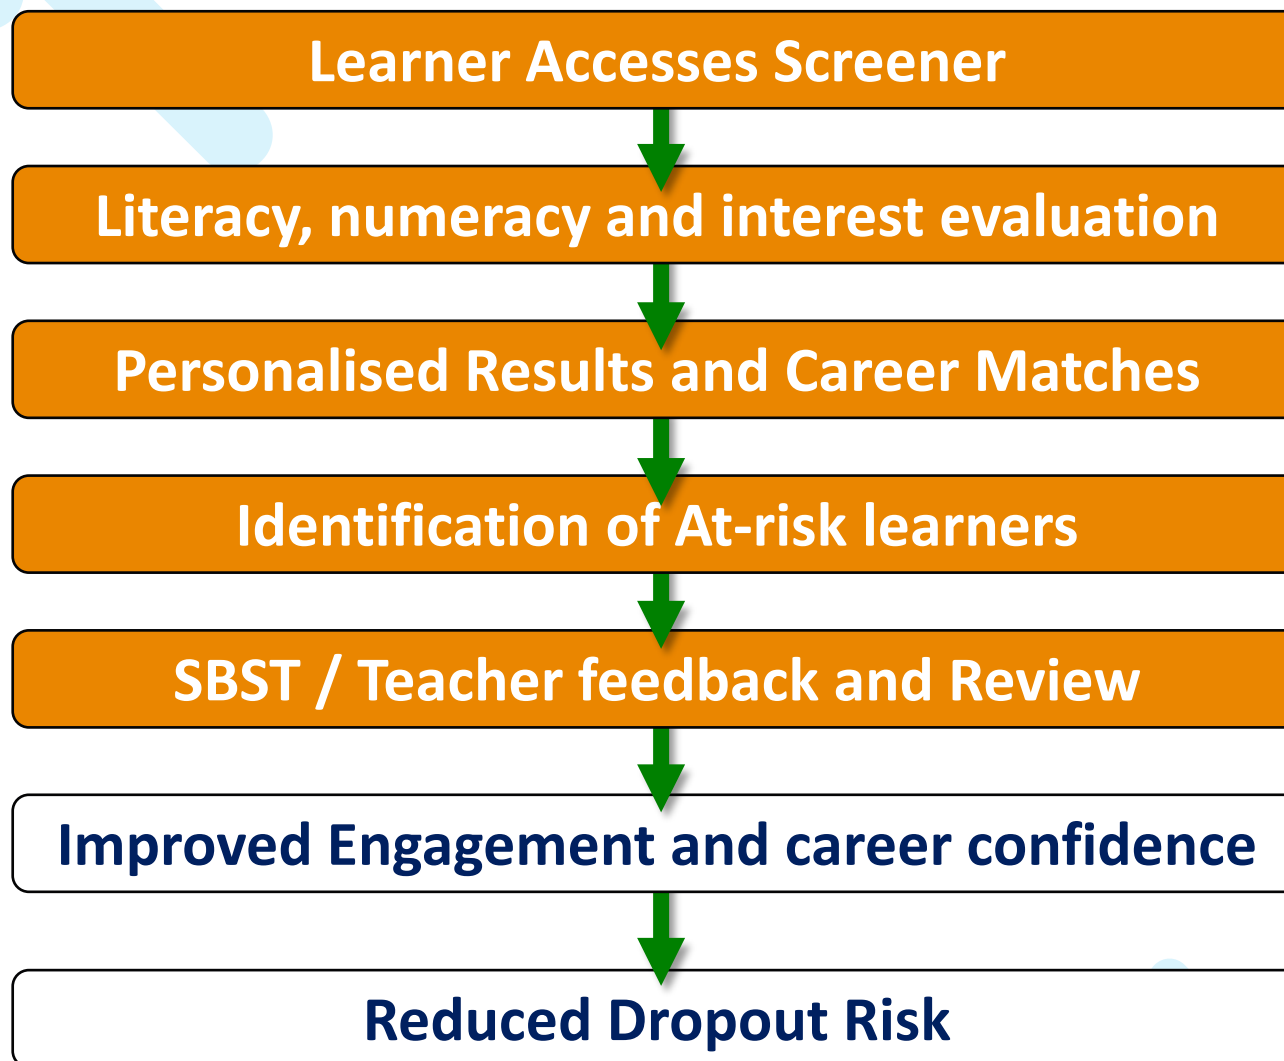 Learner Accesses Screener
Literacy, numeracy and interest evaluation
Personalised Results and Career Matches
Identification of At-risk learners
SBST / Teacher feedback and Review
Improved Engagement and career confidence
Reduced Dropout Risk